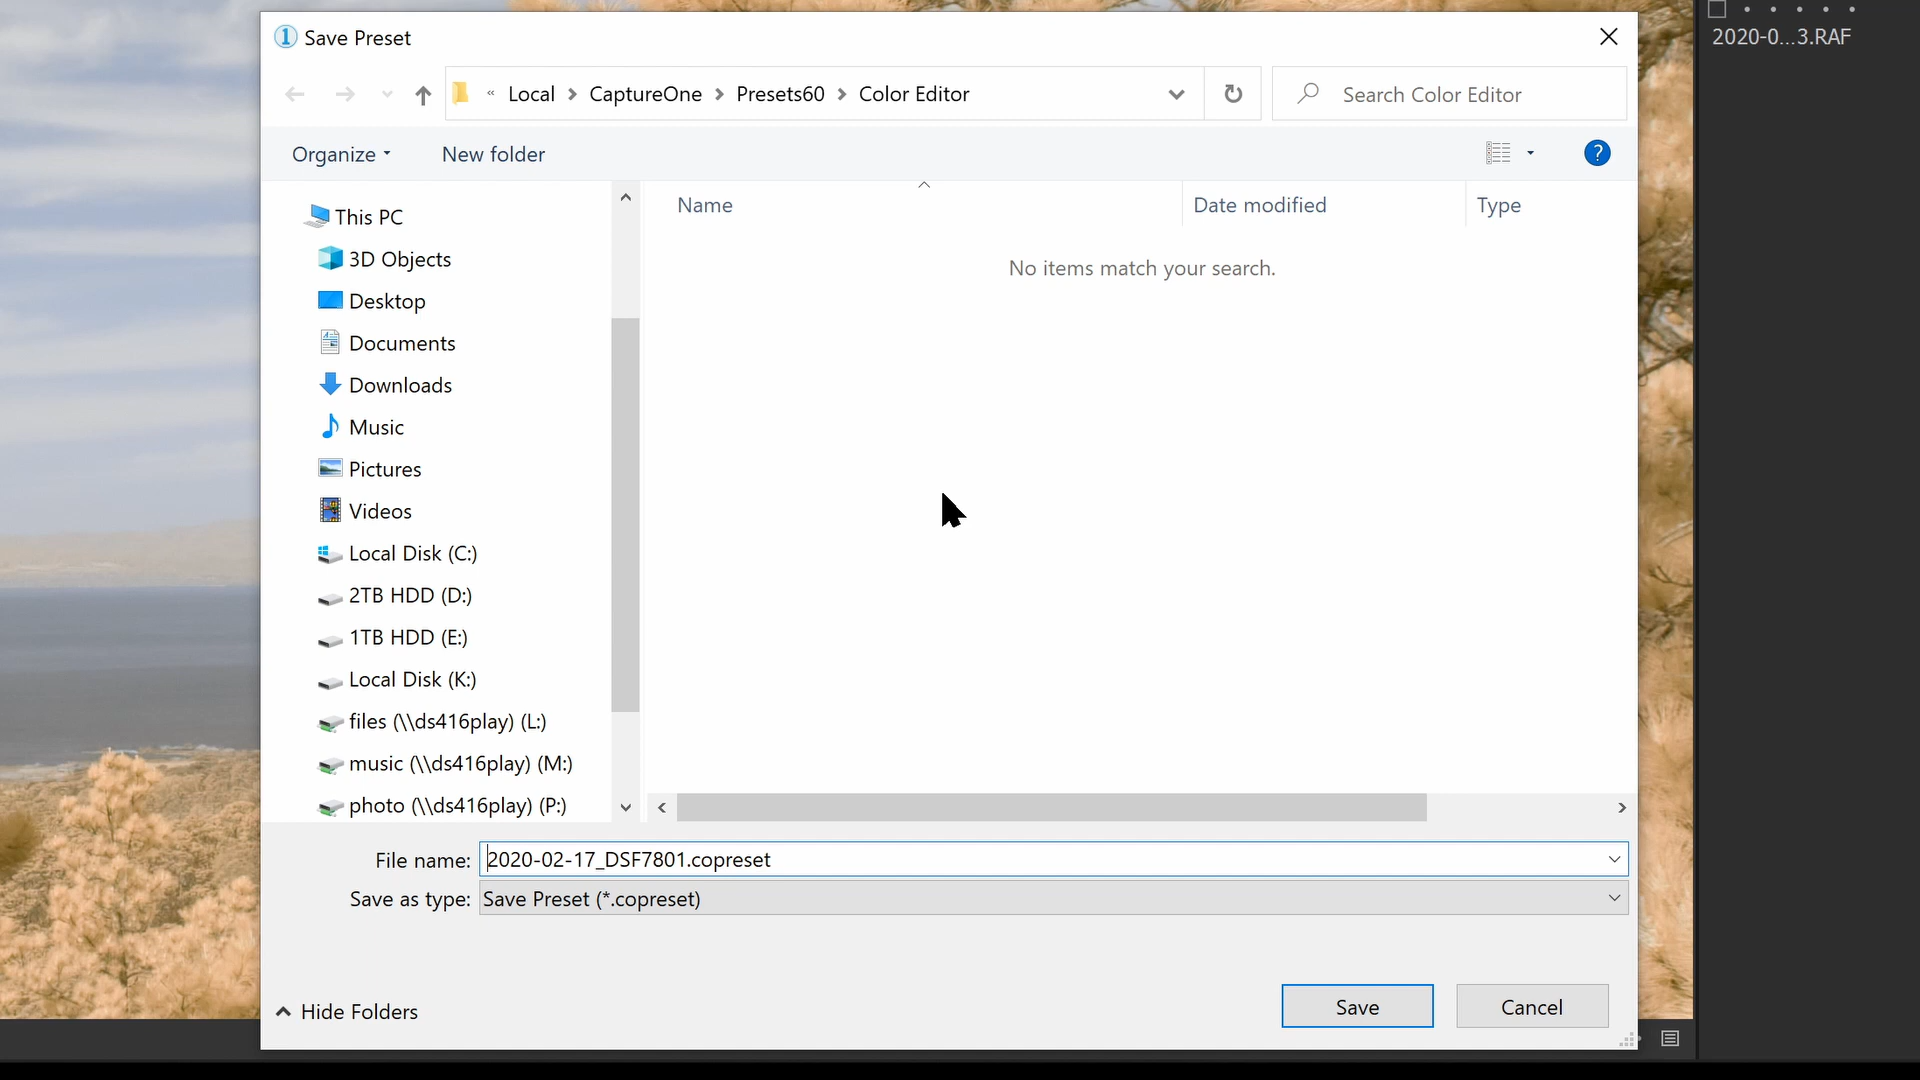 2020-0...3.RAF
Save Preset
« Local > CaptureOne > Presets60 > Color Editor
Search Color Editor
Organize
New folder
?
Name
Date modified
Type
No items match your search.
This PC
3D Objects
Desktop
Documents
Downloads
Music
Pictures
Videos
Local Disk (C:)
2TB HDD (D:)
1TB HDD (E:)
Local Disk (K:)
files (\\ds416play) (L:)
music (\\ds416play) (M:)
photo (\\ds416play) (P:)
File name: 2020-02-17_DSF7801.copreset
Save as type: Save Preset (*.copreset)
Hide Folders
Save
Cancel